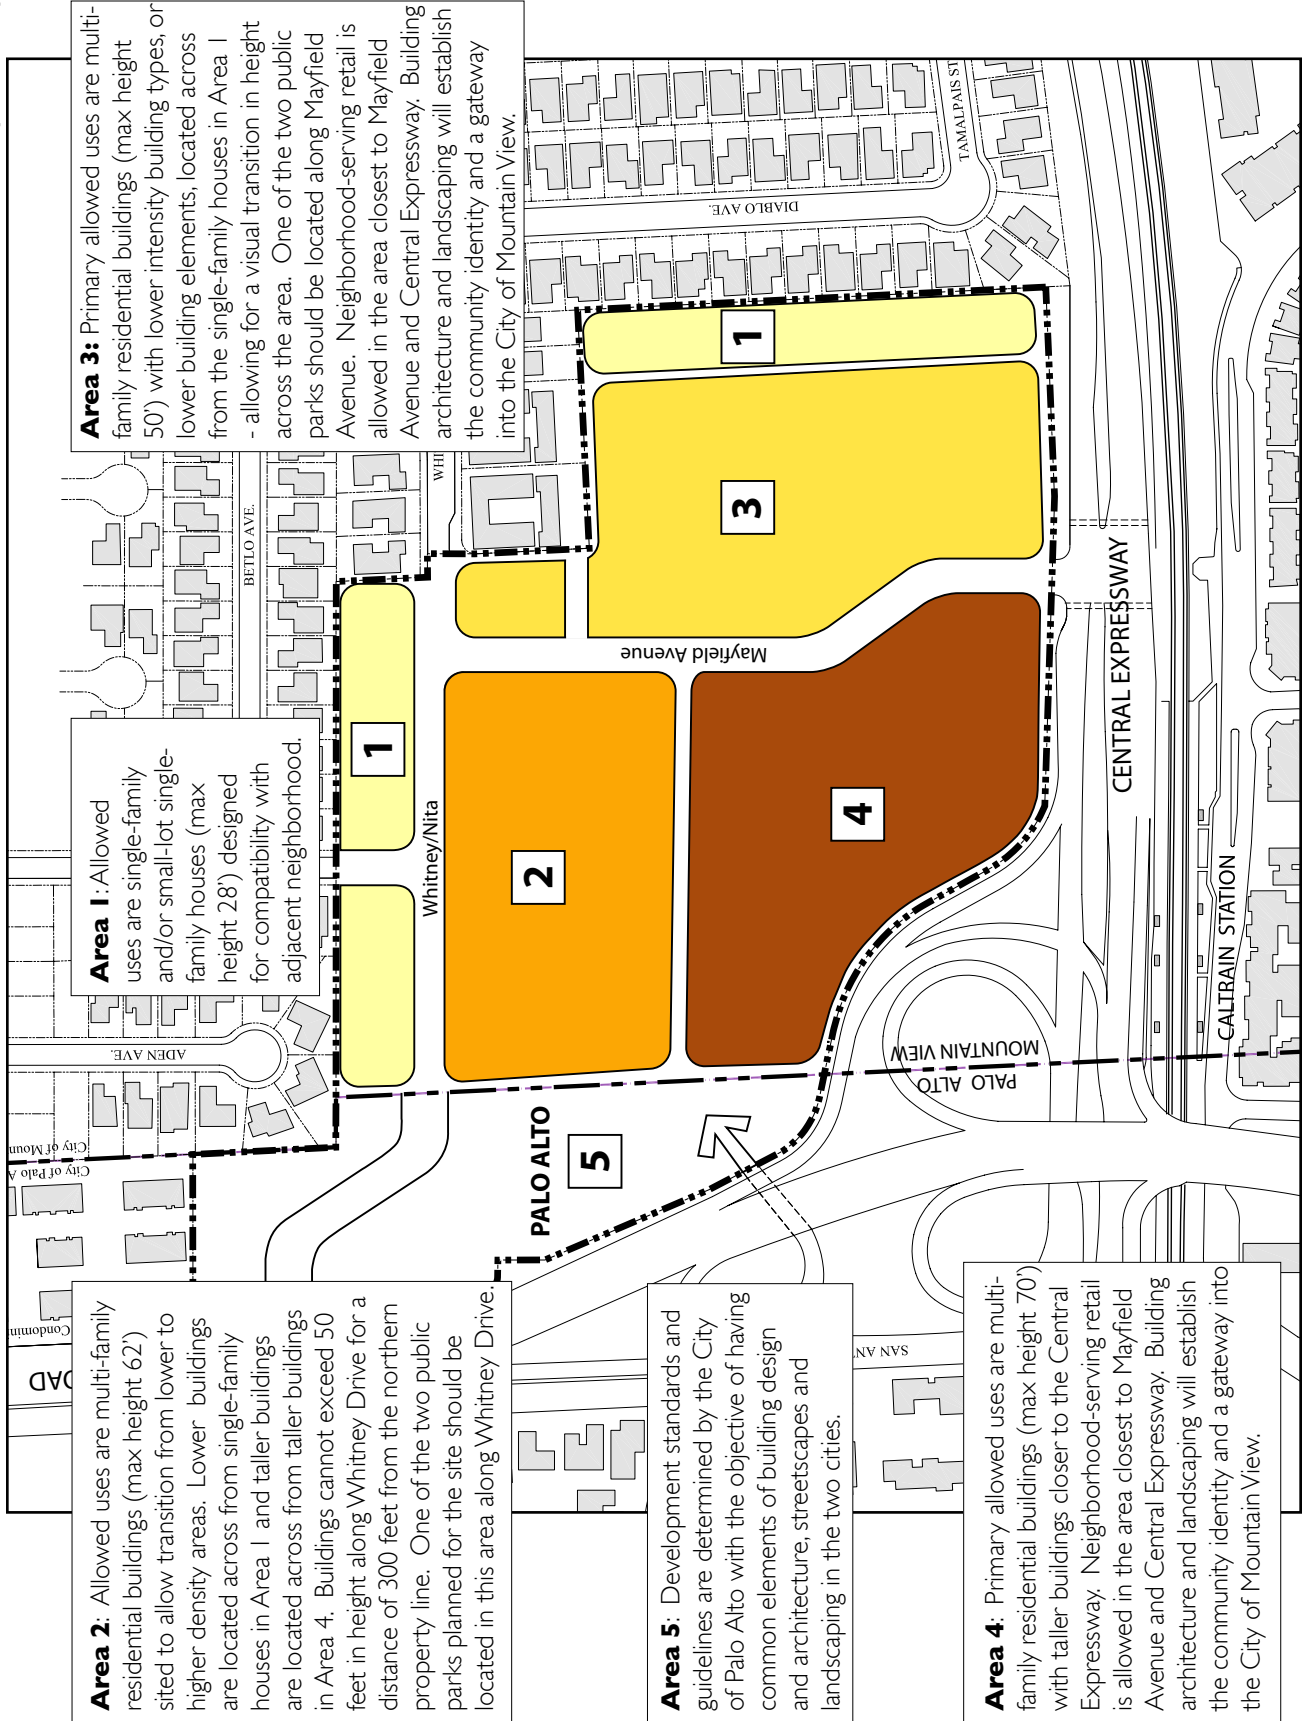 Area 2: Allowed uses are multi-family
residential buildings (max height 62')
sited to allow transition from lower to
higher density areas. Lower buildings
are located across from single-family
houses in Area 1 and taller buildings
are located across from taller buildings
in Area 4. Buildings cannot exceed 50
feet in height along Whitney Drive for a
distance of 300 feet from the northern
property line. One of the two public
parks planned for the site should be
located in this area along Whitney Drive.
Area 1: Allowed
uses are single-family
and/or small-lot single-
family houses (max
height 28') designed
for compatibility with
adjacent neighborhood.
Area 3: Primary allowed uses are multi-
family residential buildings (max height
50') with lower intensity building types, or
lower building elements, located across
from the single-family houses in Area 1
- allowing for a visual transition in height
across the area. One of the two public
parks should be located along Mayfield
Avenue. Neighborhood-serving retail is
allowed in the area closest to Mayfield
Avenue and Central Expressway. Building
architecture and landscaping will establish
the community identity and a gateway
into the City of Mountain View.
Area 5: Development standards and
guidelines are determined by the City
of Palo Alto with the objective of having
common elements of building design
and architecture, streetscapes and
landscaping in the two cities.
Area 4: Primary allowed uses are multi-
family residential buildings (max height 70')
with taller buildings closer to the Central
Expressway. Neighborhood-serving retail
is allowed in the area closest to Mayfield
Avenue and Central Expressway. Building
architecture and landscaping will establish
the community identity and a gateway into
the City of Mountain View.
OAD
Condomin
City of Palo A
City of Moun
ADEN AVE.
BETLO AVE.
WHI
DIABLO AVE.
TAMALPAIS ST
1
1
Whitney/Nita
2
3
Mayfield Avenue
4
PALO ALTO
5
MOUNTAIN VIEW
PALO ALTO
SAN ANT
CENTRAL EXPRESSWAY
CALTRAIN STATION